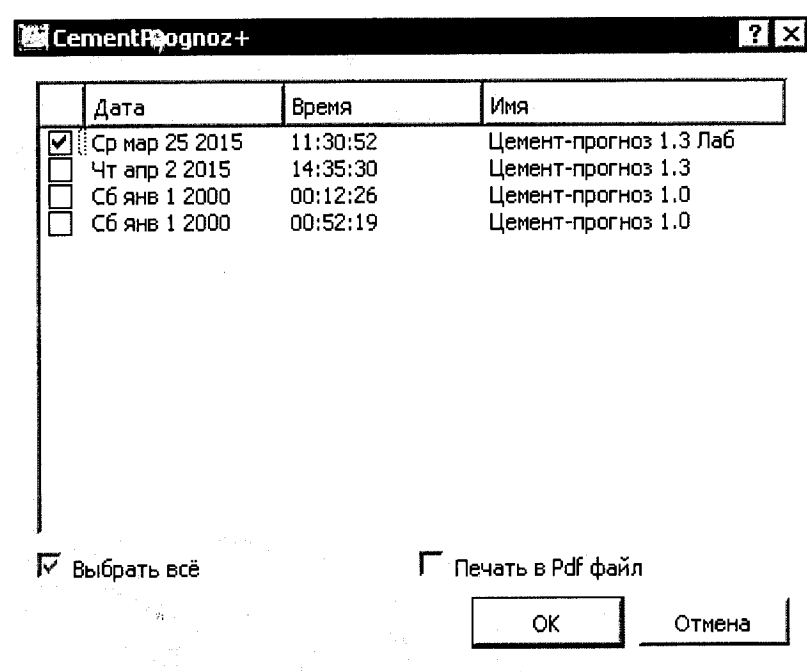 CementPrognoz+
Дата Время Имя
Ср мар 25 2015 11:30:52 Цемент-прогноз 1.3 Лаб
Чт апр 2 2015 14:35:30 Цемент-прогноз 1.3
Сб янв 1 2000 00:12:26 Цемент-прогноз 1.0
Сб янв 1 2000 00:52:19 Цемент-прогноз 1.0
Выбрать всё Печать в Pdf файл
OK Отмена